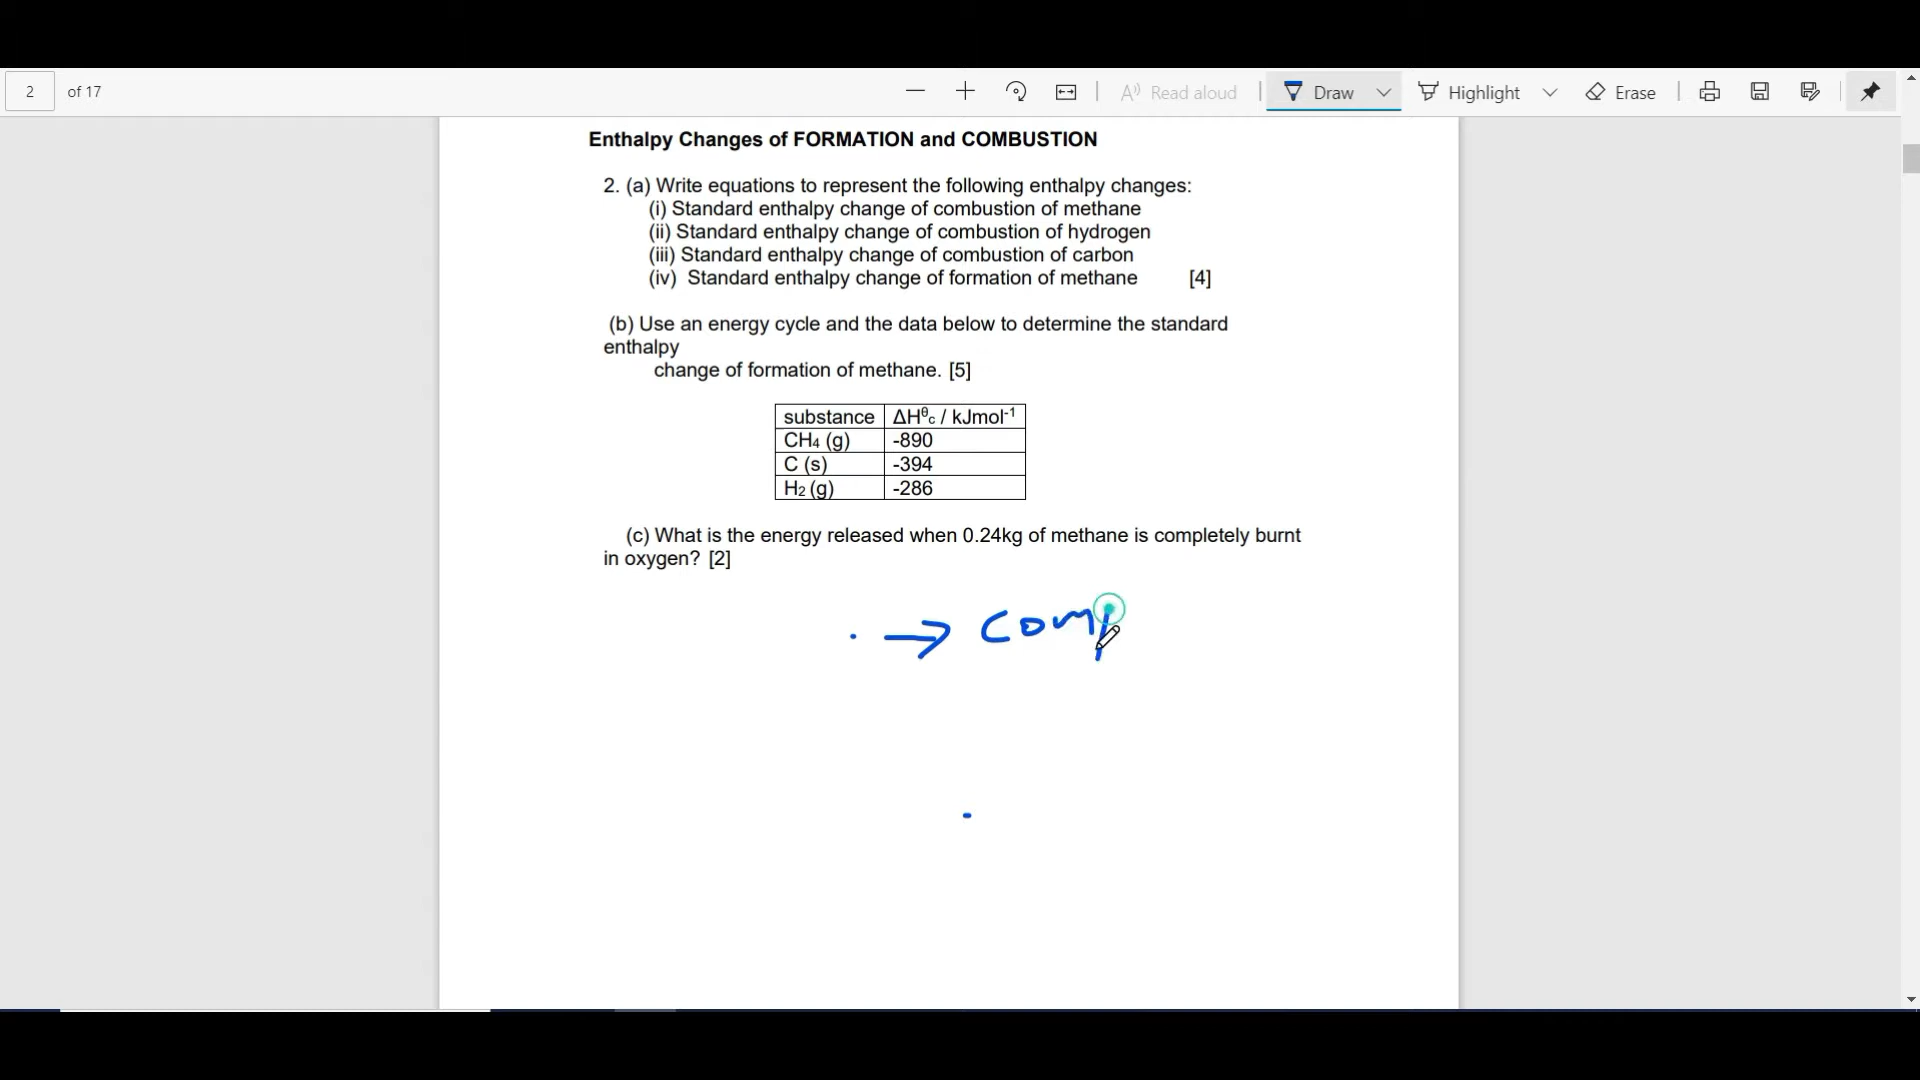 2 of 17 Read aloud Draw Highlight Erase
Enthalpy Changes of FORMATION and COMBUSTION
2. (a) Write equations to represent the following enthalpy changes:
(i) Standard enthalpy change of combustion of methane
(ii) Standard enthalpy change of combustion of hydrogen
(iii) Standard enthalpy change of combustion of carbon
(iv) Standard enthalpy change of formation of methane [4]
(b) Use an energy cycle and the data below to determine the standard
enthalpy
change of formation of methane. [5]
substance ΔHᶿc / kJmol⁻¹
CH₄ (g) -890
C (s) -394
H₂ (g) -286
(c) What is the energy released when 0.24kg of methane is completely burnt
in oxygen? [2]
. → comp